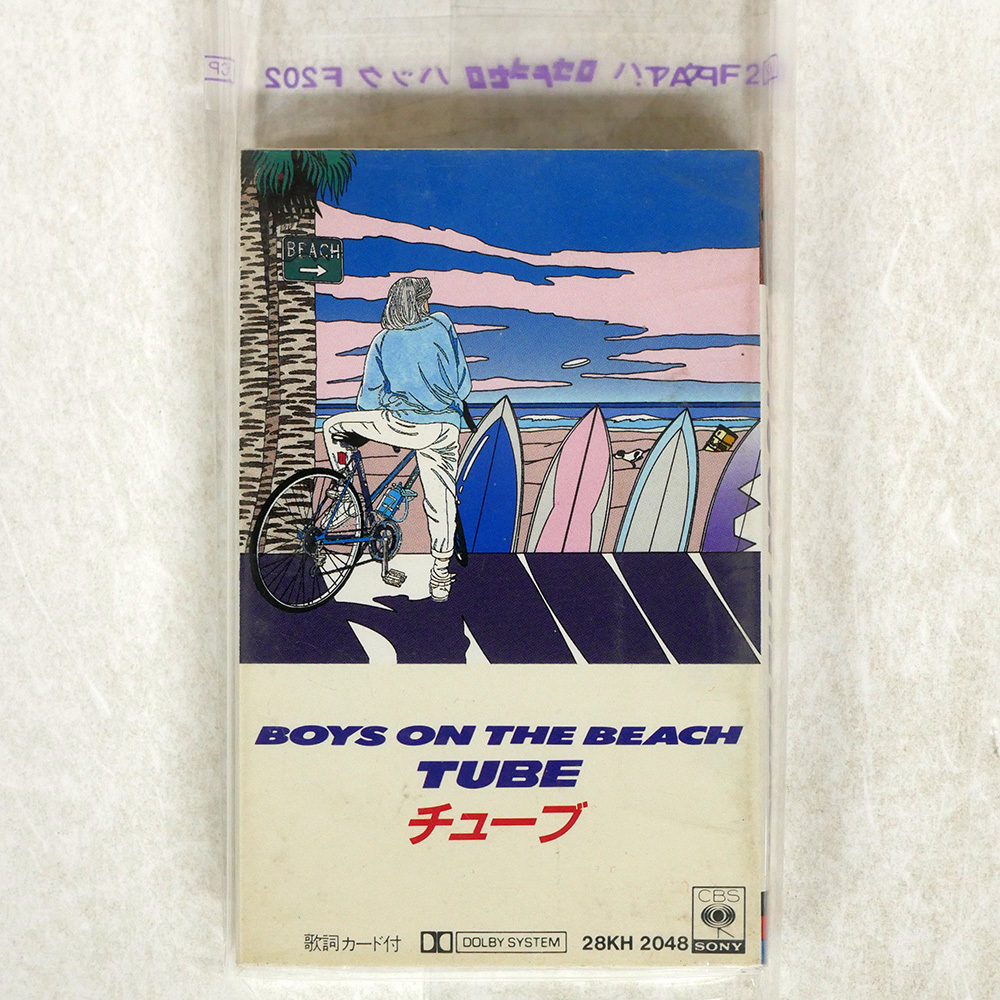 BEACH
BOYS ON THE BEACH
TUBE
チューブ
歌詞カード付 DOLBY SYSTEM 28KH 2048
CBS
SONY